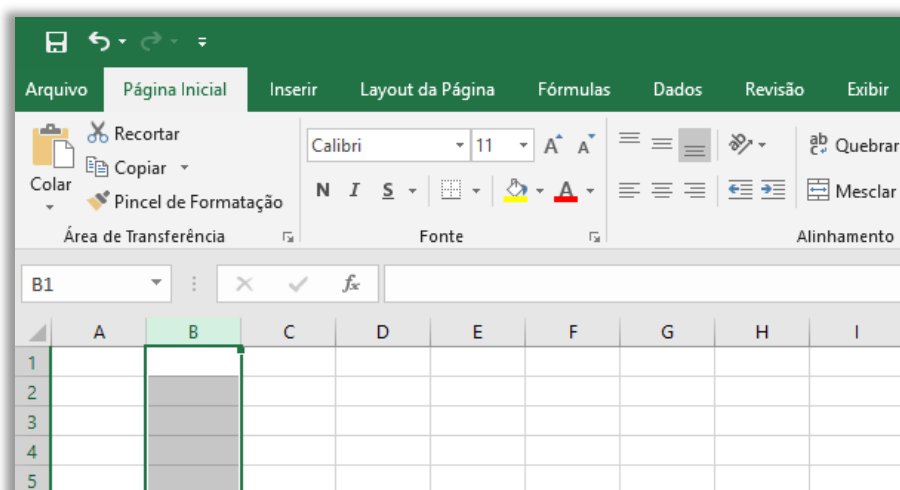 Arquivo Página Inicial Inserir Layout da Página Fórmulas Dados Revisão Exibir
Recortar
Copiar
Pincel de Formatação
Colar
Área de Transferência
Calibri 11 A A
N I S A
Fonte
ab Quebrar
Mesclar
Alinhamento
B1 fx
A B C D E F G H I
1
2
3
4
5